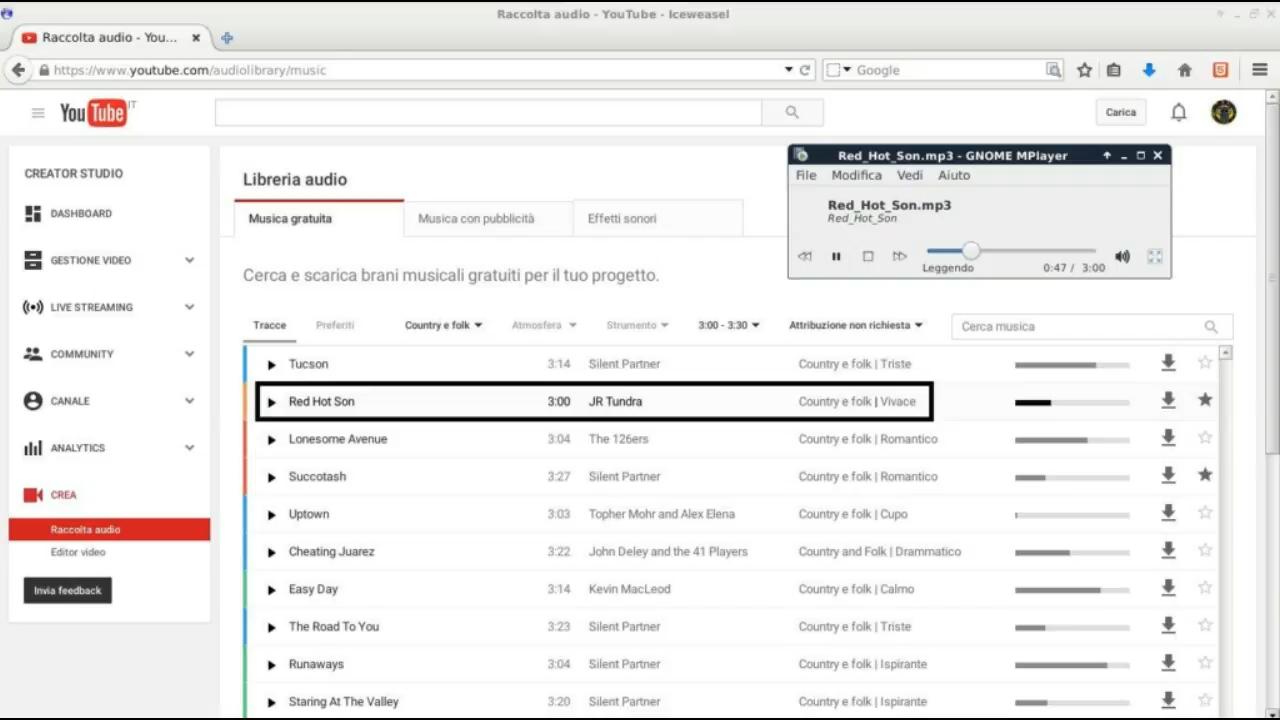 Raccolta audio - YouTube - Iceweasel
Raccolta audio - You...
https://www.youtube.com/audiolibrary/music
Google
YouTube IT
Carica
CREATOR STUDIO
DASHBOARD
GESTIONE VIDEO
LIVE STREAMING
COMMUNITY
CANALE
ANALYTICS
CREA
Raccolta audio
Editor video
Invia feedback
Libreria audio
Musica gratuita Musica con pubblicità Effetti sonori
Cerca e scarica brani musicali gratuiti per il tuo progetto.
Red_Hot_Son.mp3 - GNOME MPlayer
File Modifica Vedi Aiuto
Red_Hot_Son.mp3
Red_Hot_Son
Leggendo 0:47 / 3:00
Tracce Preferiti Country e folk Atmosfera Strumento 3:00 - 3:30 Attribuzione non richiesta Cerca musica
Tucson 3:14 Silent Partner Country e folk | Triste
Red Hot Son 3:00 JR Tundra Country e folk | Vivace
Lonesome Avenue 3:04 The 126ers Country e folk | Romantico
Succotash 3:27 Silent Partner Country e folk | Romantico
Uptown 3:03 Topher Mohr and Alex Elena Country e folk | Cupo
Cheating Juarez 3:22 John Deley and the 41 Players Country and Folk | Drammatico
Easy Day 3:14 Kevin MacLeod Country e folk | Calmo
The Road To You 3:23 Silent Partner Country e folk | Triste
Runaways 3:04 Silent Partner Country e folk | Ispirante
Staring At The Valley 3:20 Silent Partner Country e folk | Ispirante